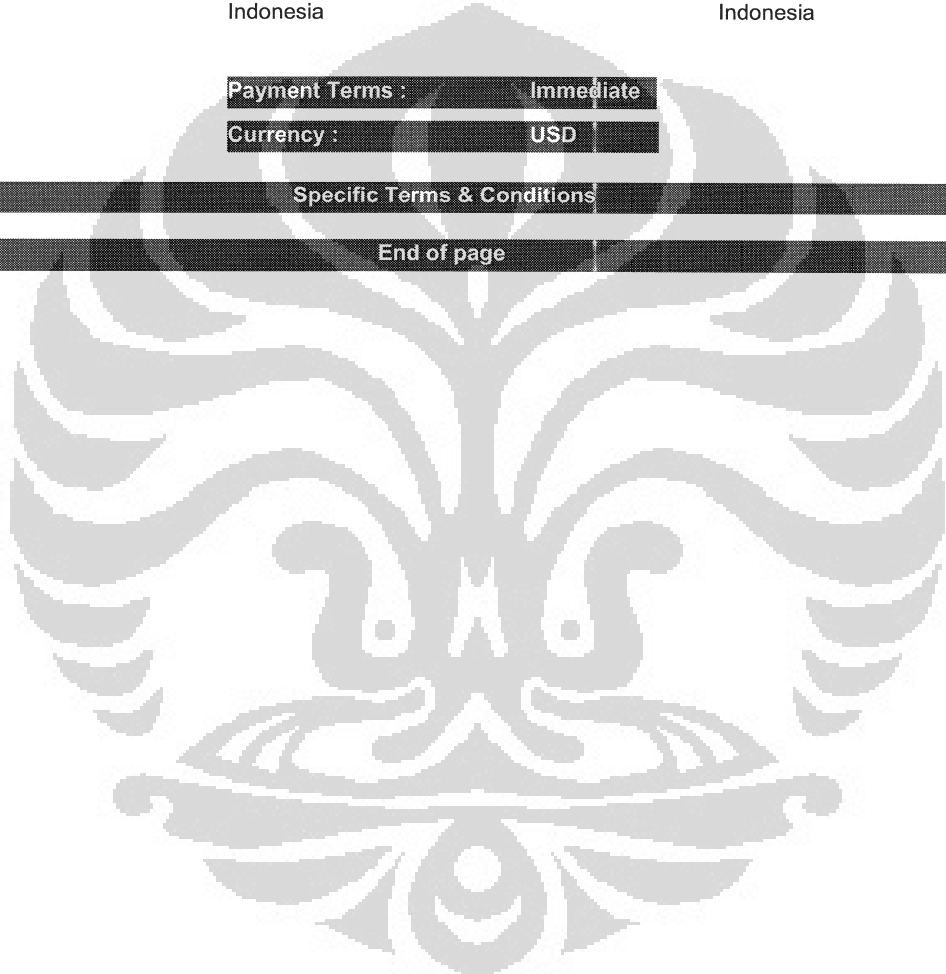 Indonesia Indonesia
Payment Terms : Immediate
Currency : USD
Specific Terms & Conditions
End of page